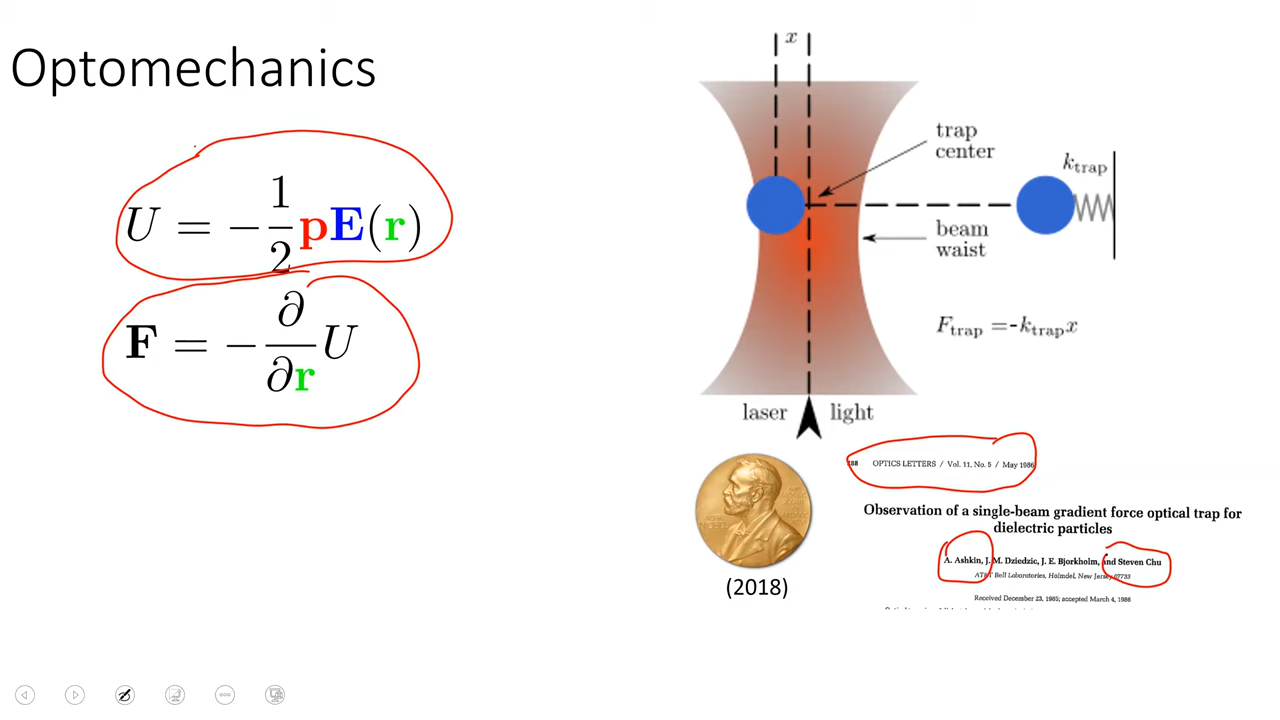 Optomechanics
U = −1/2 pE(r)
F = −∂/∂r U
x
trap
center
k_trap
beam
waist
F_trap =-k_trap x
laser light
(2018)
OPTICS LETTERS / Vol. 11, No. 5 / May 1986
Observation of a single-beam gradient force optical trap for
dielectric particles
A. Ashkin, J. M. Dziedzic, J. E. Bjorkholm, and Steven Chu
AT&T Bell Laboratories, Holmdel, New Jersey 07733
Received December 23, 1985; accepted March 4, 1986